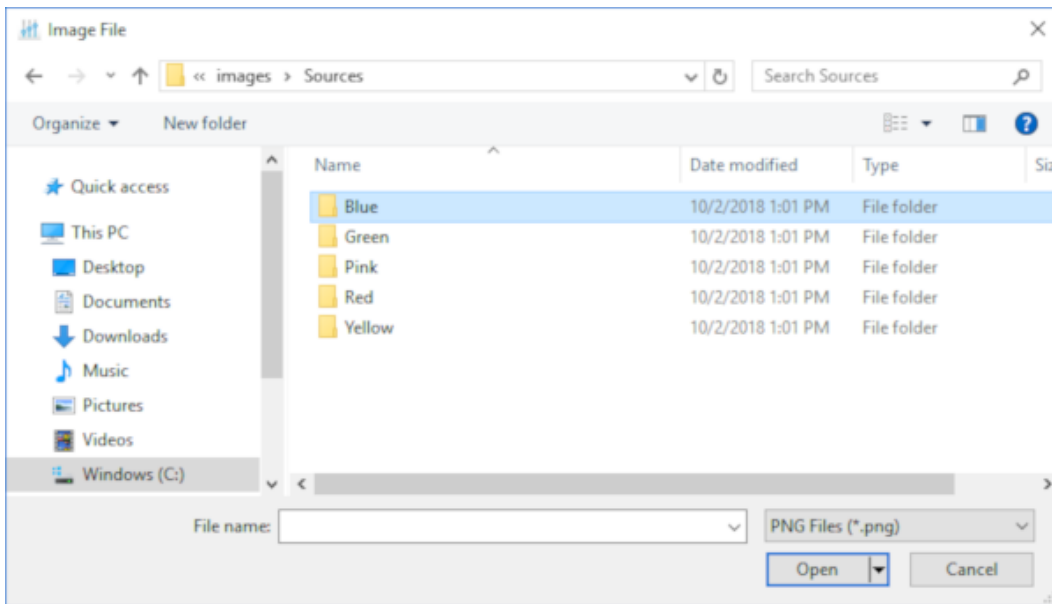 Image File
« images › Sources
Search Sources
Organize
New folder
Name
Date modified
Type
Quick access
This PC
Desktop
Documents
Downloads
Music
Pictures
Videos
Windows (C:)
Blue 10/2/2018 1:01 PM File folder
Green 10/2/2018 1:01 PM File folder
Pink 10/2/2018 1:01 PM File folder
Red 10/2/2018 1:01 PM File folder
Yellow 10/2/2018 1:01 PM File folder
File name:
PNG Files (*.png)
Open
Cancel